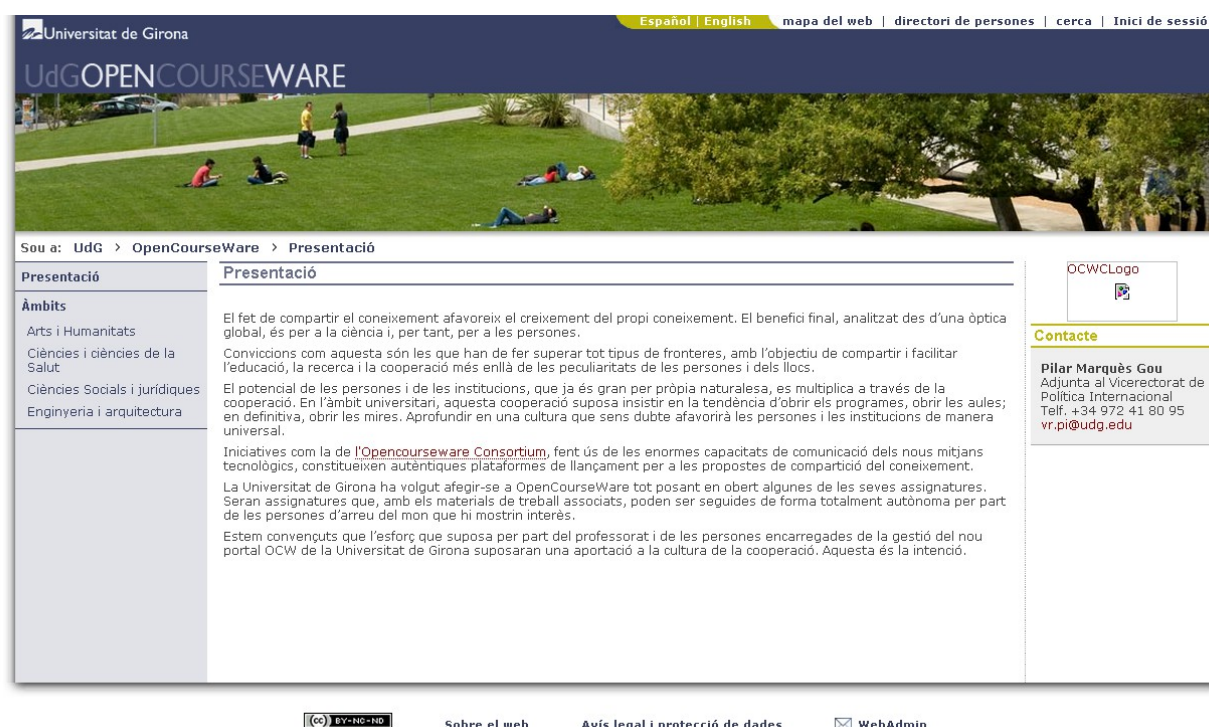 Universitat de Girona
Español | English
mapa del web | directori de persones | cerca | Inici de sessió
UdGOPENCOURSEWARE
Sou a: UdG > OpenCourseWare > Presentació
Presentació
Àmbits
Arts i Humanitats
Ciències i ciències de la
Salut
Ciències Socials i jurídiques
Enginyeria i arquitectura
Presentació
El fet de compartir el coneixement afavoreix el creixement del propi coneixement. El benefici final, analitzat des d'una òptica
global, és per a la ciència i, per tant, per a les persones.
Conviccions com aquesta són les que han de fer superar tot tipus de fronteres, amb l'objectiu de compartir i facilitar
l'educació, la recerca i la cooperació més enllà de les peculiaritats de les persones i dels llocs.
El potencial de les persones i de les institucions, que ja és gran per pròpia naturalesa, es multiplica a través de la
cooperació. En l'àmbit universitari, aquesta cooperació suposa insistir en la tendència d'obrir els programes, obrir les aules;
en definitiva, obrir les mires. Aprofundir en una cultura que sens dubte afavorirà les persones i les institucions de manera
universal.
Iniciatives com la de l'Opencourseware Consortium, fent ús de les enormes capacitats de comunicació dels nous mitjans
tecnològics, constitueixen autèntiques plataformes de llançament per a les propostes de compartició del coneixement.
La Universitat de Girona ha volgut afegir-se a OpenCourseWare tot posant en obert algunes de les seves assignatures.
Seran assignatures que, amb els materials de treball associats, poden ser seguides de forma totalment autònoma per part
de les persones d'arreu del mon que hi mostrin interès.
Estem convençuts que l'esforç que suposa per part del professorat i de les persones encarregades de la gestió del nou
portal OCW de la Universitat de Girona suposaran una aportació a la cultura de la cooperació. Aquesta és la intenció.
OCWCLogo
Contacte
Pilar Marquès Gou
Adjunta al Vicerectorat de
Política Internacional
Telf. +34 972 41 80 95
vr.pi@udg.edu
(cc) BY-NC-ND
Sobre el web
Avís legal i protecció de dades
WebAdmin